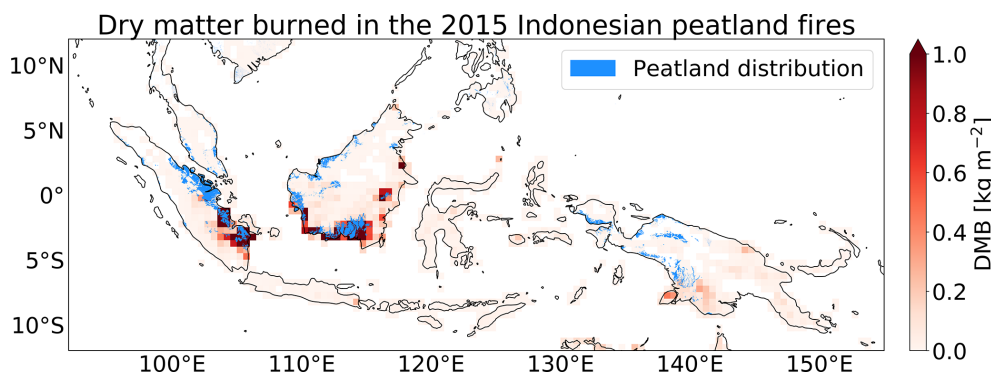 Dry matter burned in the 2015 Indonesian peatland fires
Peatland distribution
10°N
5°N
0°
5°S
10°S
100°E 110°E 120°E 130°E 140°E 150°E
1.0
0.8
0.6
0.4
0.2
0.0
DMB [kg m⁻²]